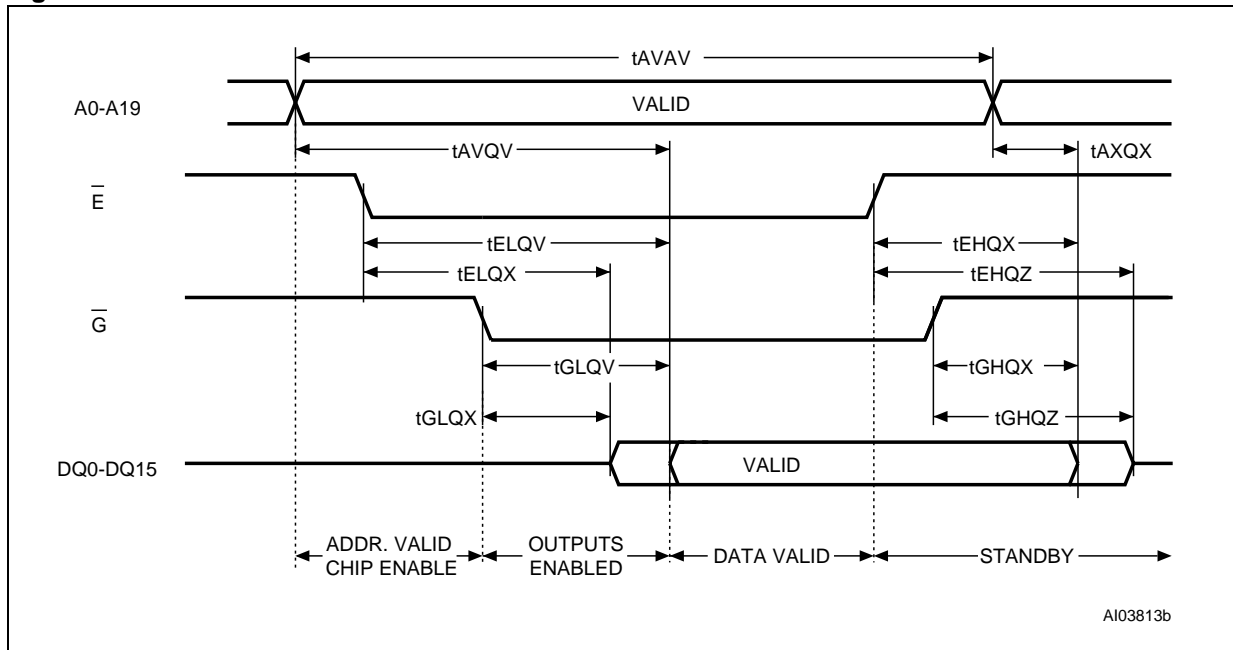 tAVAV
A0-A19
VALID
tAVQV
tAXQX
E
tELQV
tEHQX
tELQX
tEHQZ
G
tGLQV
tGHQX
tGLQX
tGHQZ
DQ0-DQ15
VALID
ADDR. VALID
CHIP ENABLE
OUTPUTS
ENABLED
DATA VALID
STANDBY
AI03813b